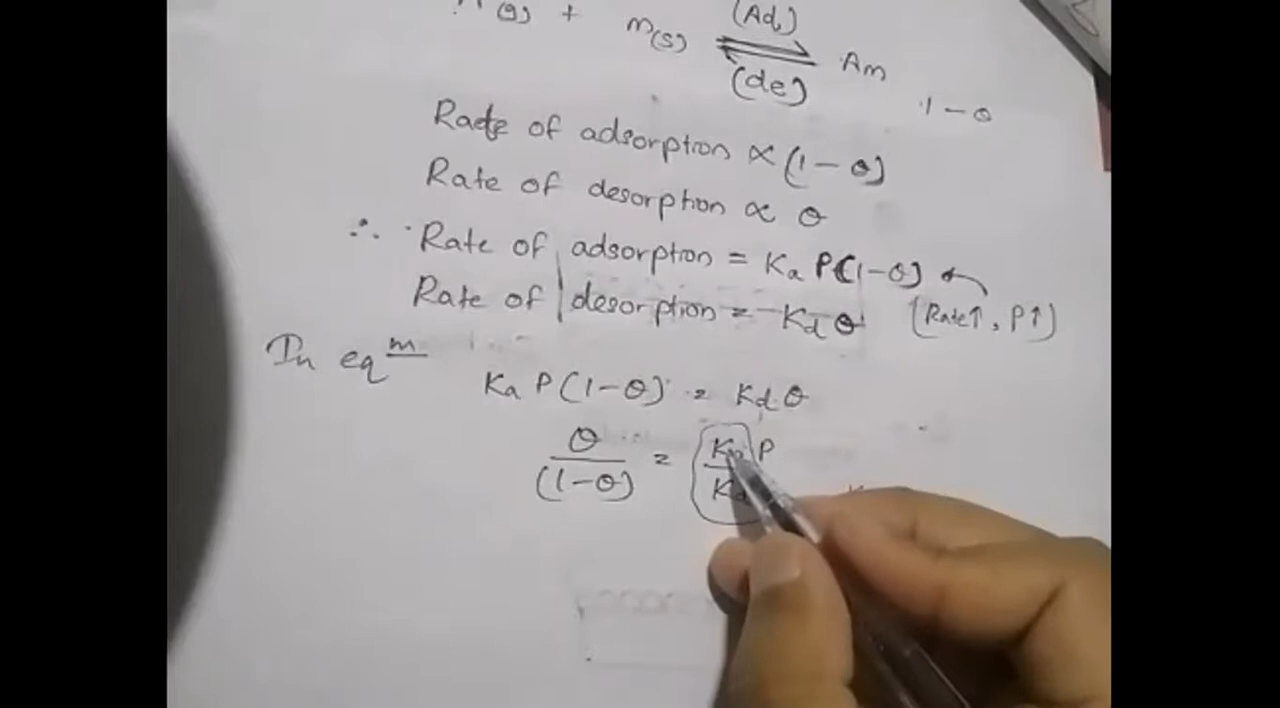 (g) + m(s) (Ad) ⇌ (de) Am
1 - θ
Rate of adsorption ∝ (1 - θ)
Rate of desorption ∝ θ
∴ Rate of adsorption = Ka P(1-θ)
Rate of desorption = Kd θ (Rate↑, P↑)
In eqm
Ka P(1-θ) = Kd θ
θ/(1-θ) = Ka/Kd P